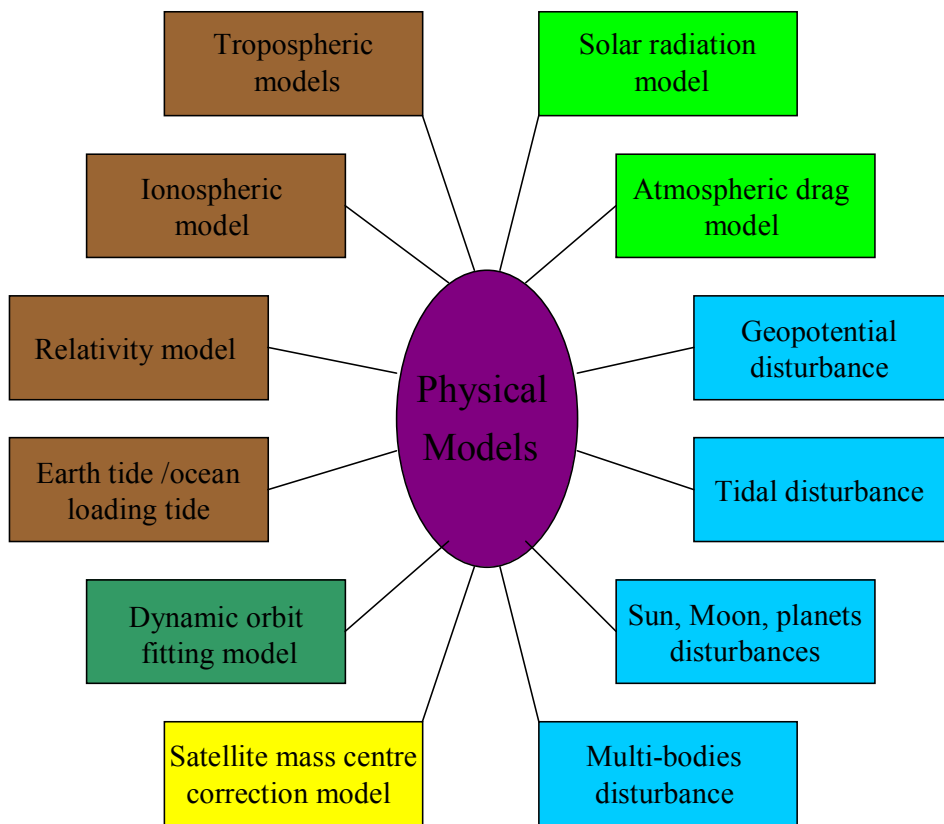 Tropospheric
models
Solar radiation
model
Ionospheric
model
Atmospheric drag
model
Relativity model
Geopotential
disturbance
Physical
Models
Earth tide /ocean
loading tide
Tidal disturbance
Dynamic orbit
fitting model
Sun, Moon, planets
disturbances
Satellite mass centre
correction model
Multi-bodies
disturbance